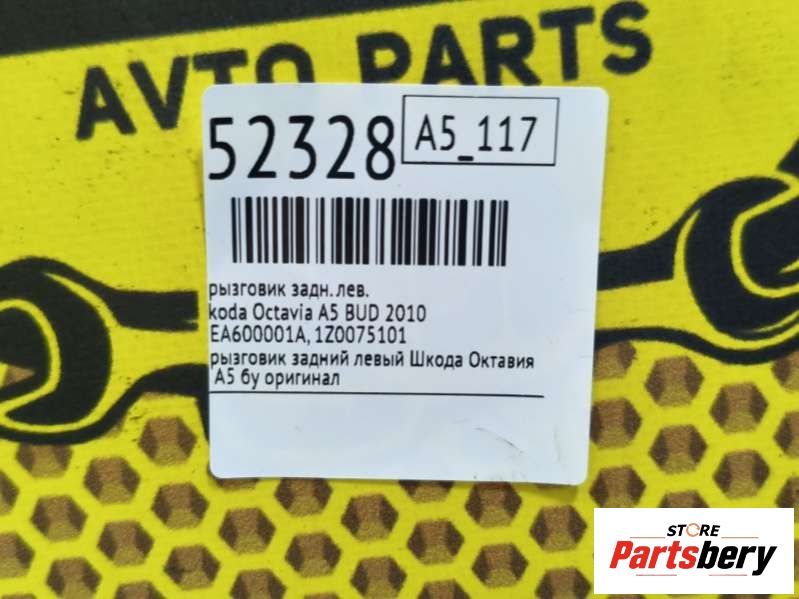 AVTO PARTS
52328
A5_117
рызговик задн.лев.
koda Octavia A5 BUD 2010
EA600001A, 1Z0075101
рызговик задний левый Шкода Октавия
A5 бу оригинал
STORE
Partsbery